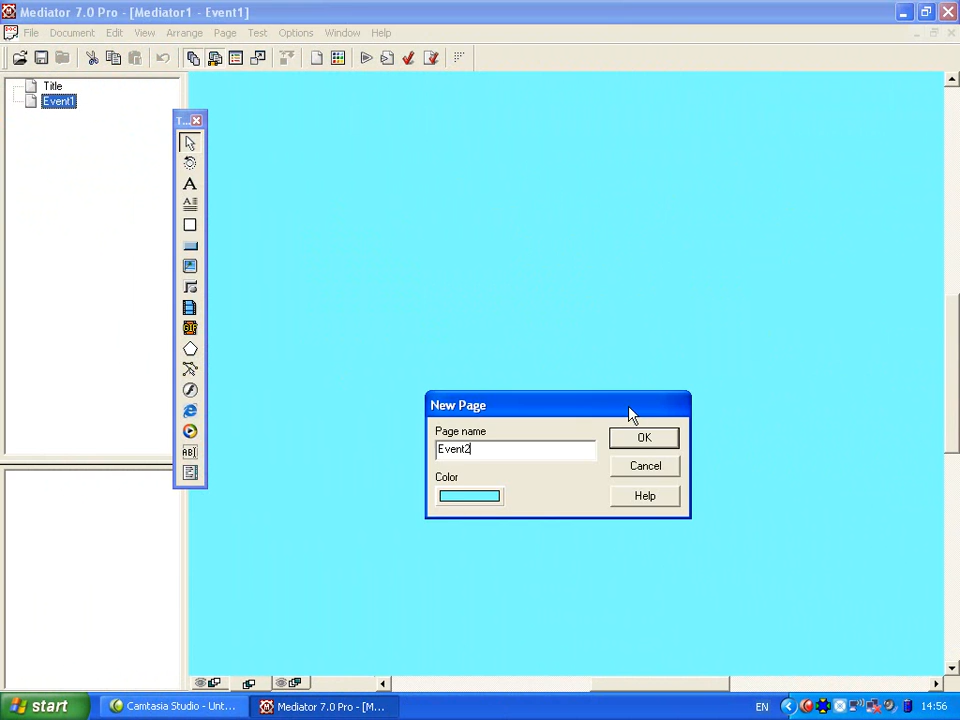 Mediator 7.0 Pro - [Mediator1 - Event1]
File Document Edit View Arrange Page Test Options Window Help
Title
Event1
T...
A
GIF
AB
New Page
Page name
Event2
OK
Color
Cancel
Help
start
Camtasia Studio - Unt...
Mediator 7.0 Pro - [M...
EN
14:56